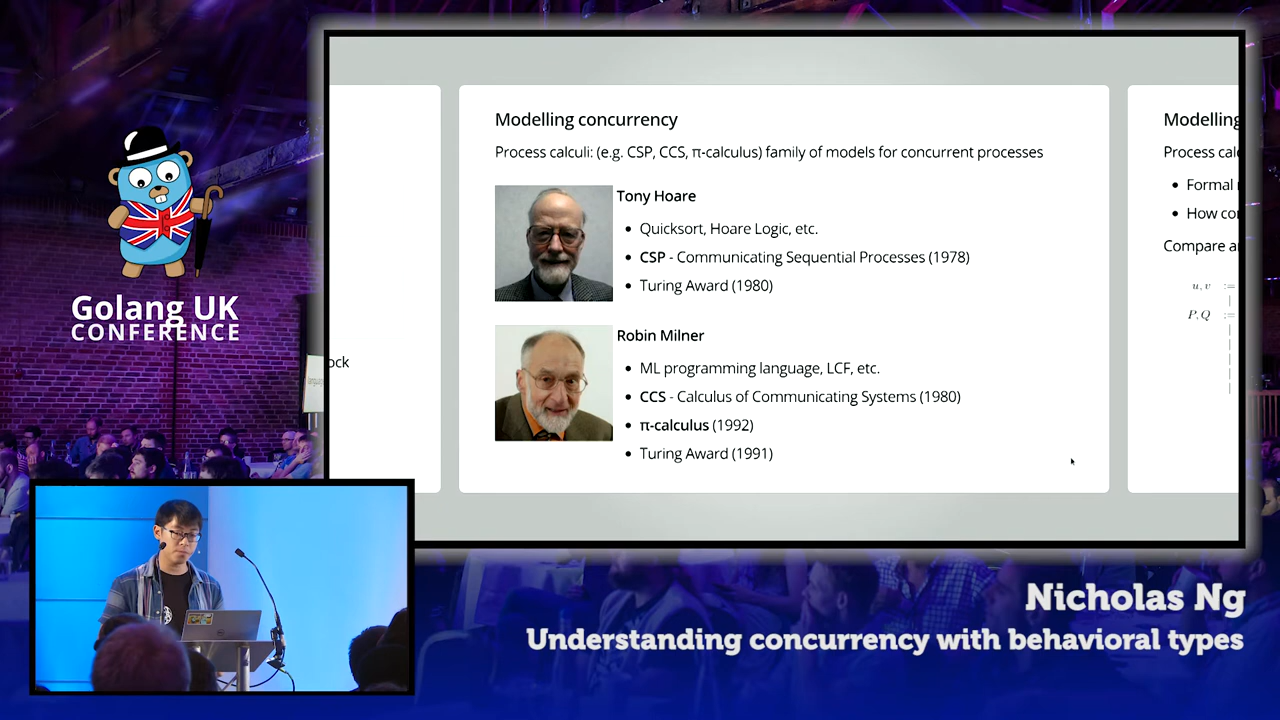 Golang UK
CONFERENCE
ock
Modelling concurrency
Process calculi: (e.g. CSP, CCS, π-calculus) family of models for concurrent processes
Tony Hoare
• Quicksort, Hoare Logic, etc.
• CSP - Communicating Sequential Processes (1978)
• Turing Award (1980)
Robin Milner
• ML programming language, LCF, etc.
• CCS - Calculus of Communicating Systems (1980)
• π-calculus (1992)
• Turing Award (1991)
Modelling
Process calc
• Formal
• How co
Compare a
u, v :=
|
P, Q :=
|
|
|
|
Nicholas Ng
Understanding concurrency with behavioral types